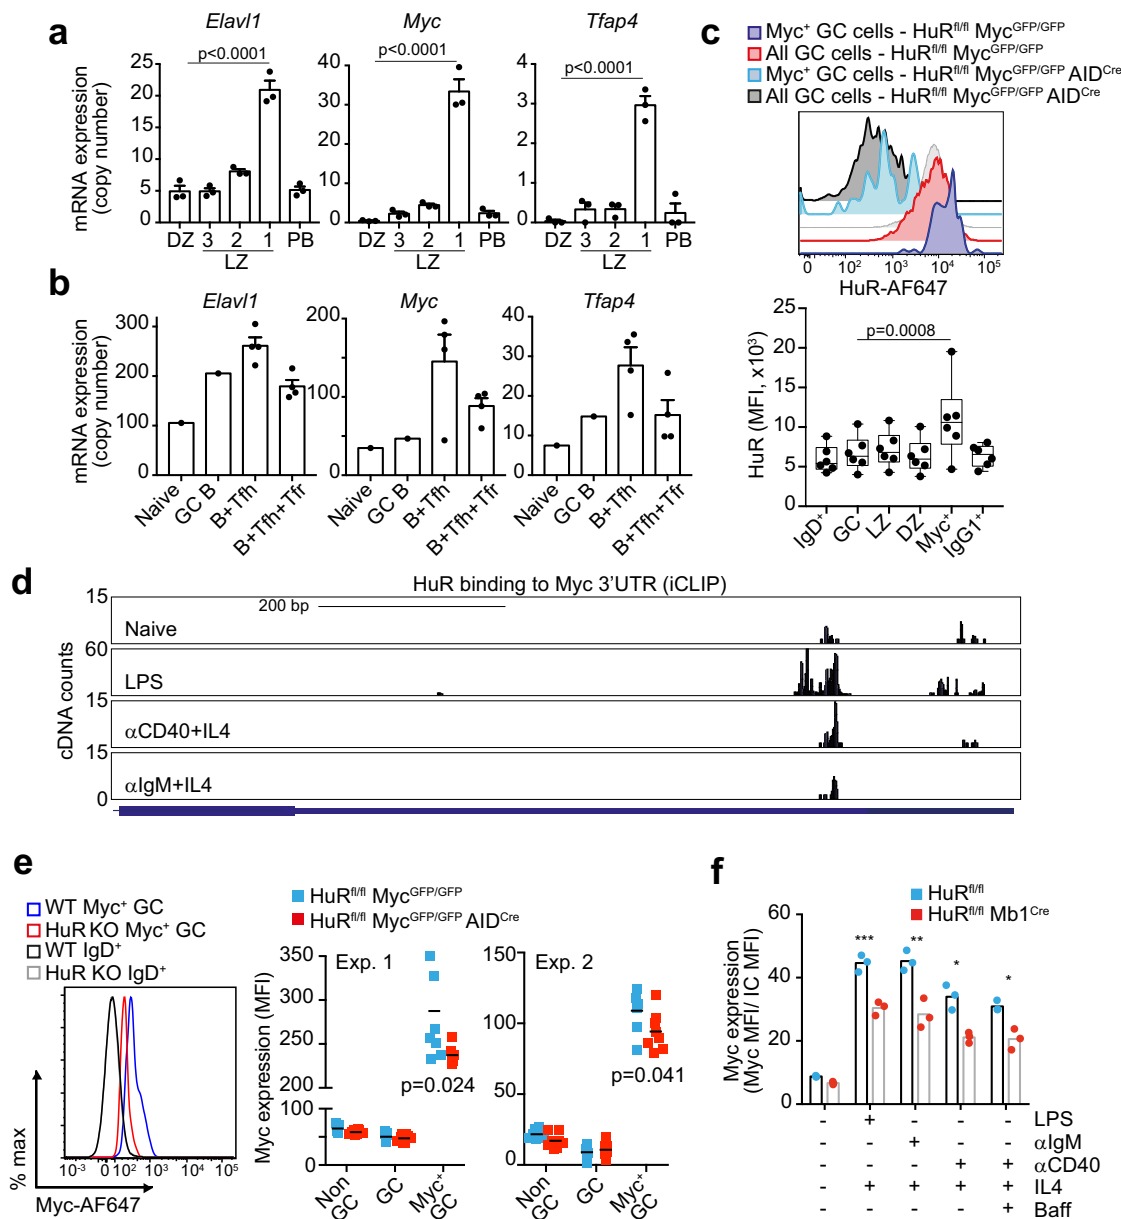 a
Elavl1
Myc
Tfap4
p<0.0001
p<0.0001
p<0.0001
mRNA expression
(copy number)
25
20
15
10
5
0
40
30
20
10
0
4
3
2
1
0
DZ 3 2 1 PB
LZ
DZ 3 2 1 PB
LZ
DZ 3 2 1 PB
LZ
b
Elavl1
Myc
Tfap4
mRNA expression
(copy number)
300
200
100
0
200
100
0
40
30
20
10
0
Naive
GC B
B+Tfh
B+Tfh+Tfr
Naive
GC B
B+Tfh
B+Tfh+Tfr
Naive
GC B
B+Tfh
B+Tfh+Tfr
c
Myc+ GC cells - HuRfl/fl MycGFP/GFP
All GC cells - HuRfl/fl MycGFP/GFP
Myc+ GC cells - HuRfl/fl MycGFP/GFP AIDCre
All GC cells - HuRfl/fl MycGFP/GFP AIDCre
0 10² 10³ 10⁴ 10⁵
HuR-AF647
p=0.0008
HuR (MFI, x10³)
25
20
15
10
5
0
IgD+
GC
LZ
DZ
Myc+
IgG1+
d
HuR binding to Myc 3'UTR (iCLIP)
cDNA counts
15
200 bp
Naive
60
LPS
15
αCD40+IL4
15
αIgM+IL4
0
e
WT Myc+ GC
HuR KO Myc+ GC
WT IgD+
HuR KO IgD+
% max
10-3 0 10² 10³ 10⁴ 10⁵
Myc-AF647
HuRfl/fl MycGFP/GFP
HuRfl/fl MycGFP/GFP AIDCre
Myc expression (MFI)
Exp. 1
350
300
250
200
100
50
0
p=0.024
Non GC
GC
Myc+ GC
Exp. 2
150
100
50
0
p=0.041
Non GC
GC
Myc+ GC
f
HuRfl/fl
HuRfl/fl Mb1Cre
Myc expression
(Myc MFI/ IC MFI)
60
40
20
0
*** ** * *
- + - - - LPS
- - + - - αIgM
- - - + + αCD40
- + + + + IL4
- - - - + Baff